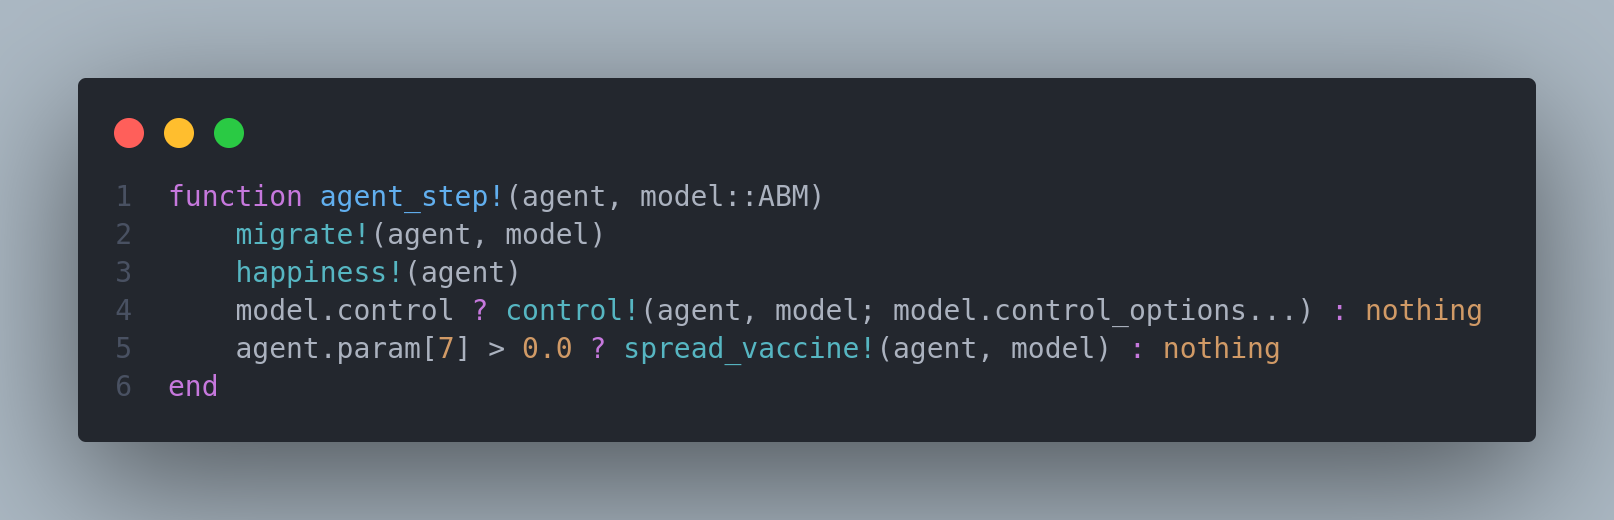 1 function agent_step!(agent, model::ABM)
2     migrate!(agent, model)
3     happiness!(agent)
4     model.control ? control!(agent, model; model.control_options...) : nothing
5     agent.param[7] > 0.0 ? spread_vaccine!(agent, model) : nothing
6 end